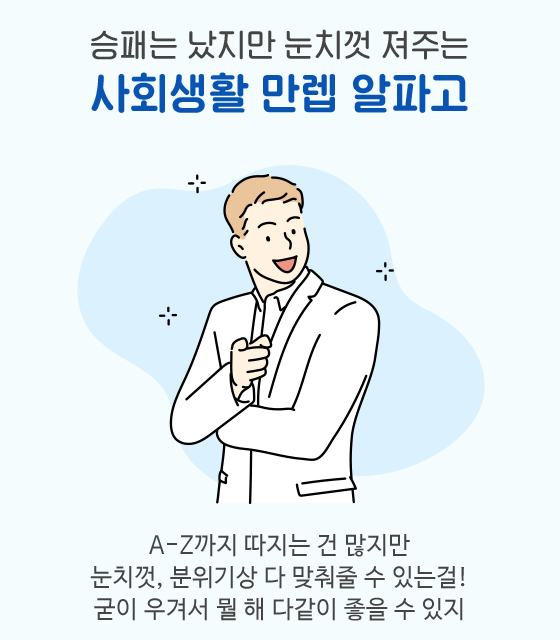 승패는 났지만 눈치껏 져주는
사회생활 만렙 알파고
A-Z까지 따지는 건 많지만
눈치껏, 분위기상 다 맞춰줄 수 있는걸!
굳이 우겨서 뭘 해 다같이 좋을 수 있지